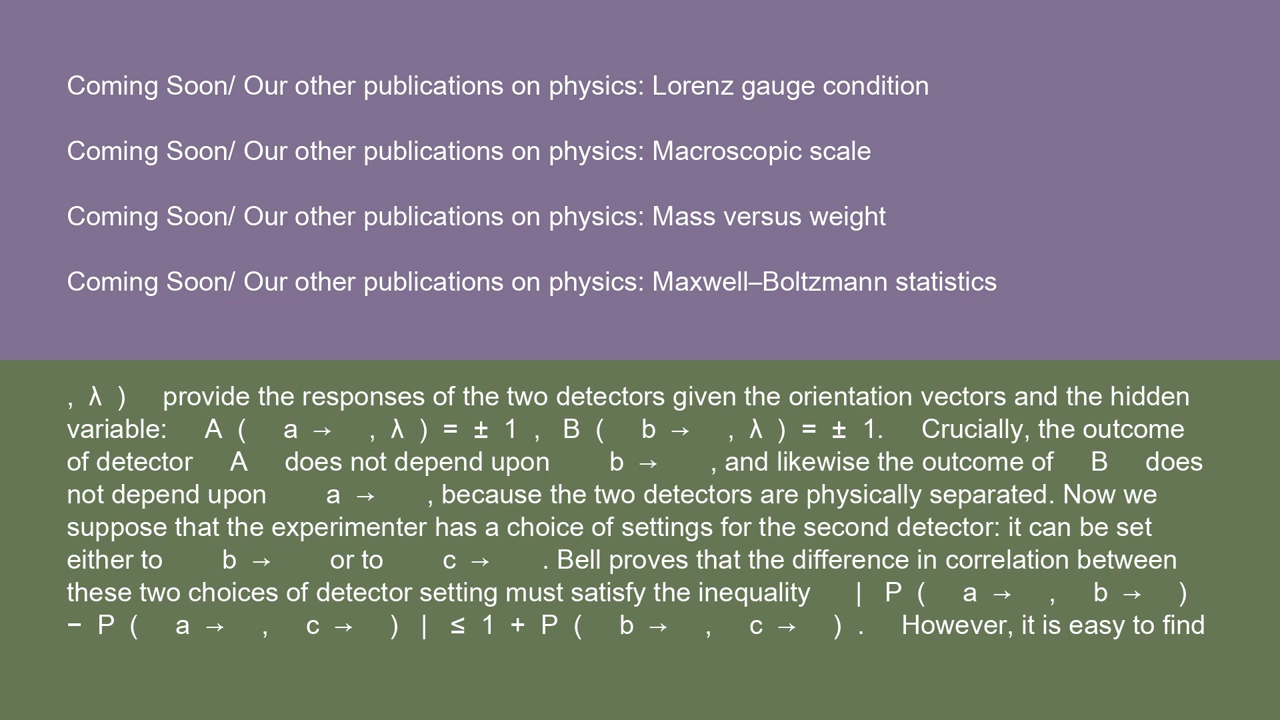 Coming Soon/ Our other publications on physics: Lorenz gauge condition
Coming Soon/ Our other publications on physics: Macroscopic scale
Coming Soon/ Our other publications on physics: Mass versus weight
Coming Soon/ Our other publications on physics: Maxwell–Boltzmann statistics
, λ ) provide the responses of the two detectors given the orientation vectors and the hidden
variable: A ( a → , λ ) = ± 1 , B ( b → , λ ) = ± 1. Crucially, the outcome
of detector A does not depend upon b → , and likewise the outcome of B does
not depend upon a → , because the two detectors are physically separated. Now we
suppose that the experimenter has a choice of settings for the second detector: it can be set
either to b → or to c → . Bell proves that the difference in correlation between
these two choices of detector setting must satisfy the inequality | P ( a → , b → )
− P ( a → , c → ) | ≤ 1 + P ( b → , c → ) . However, it is easy to find